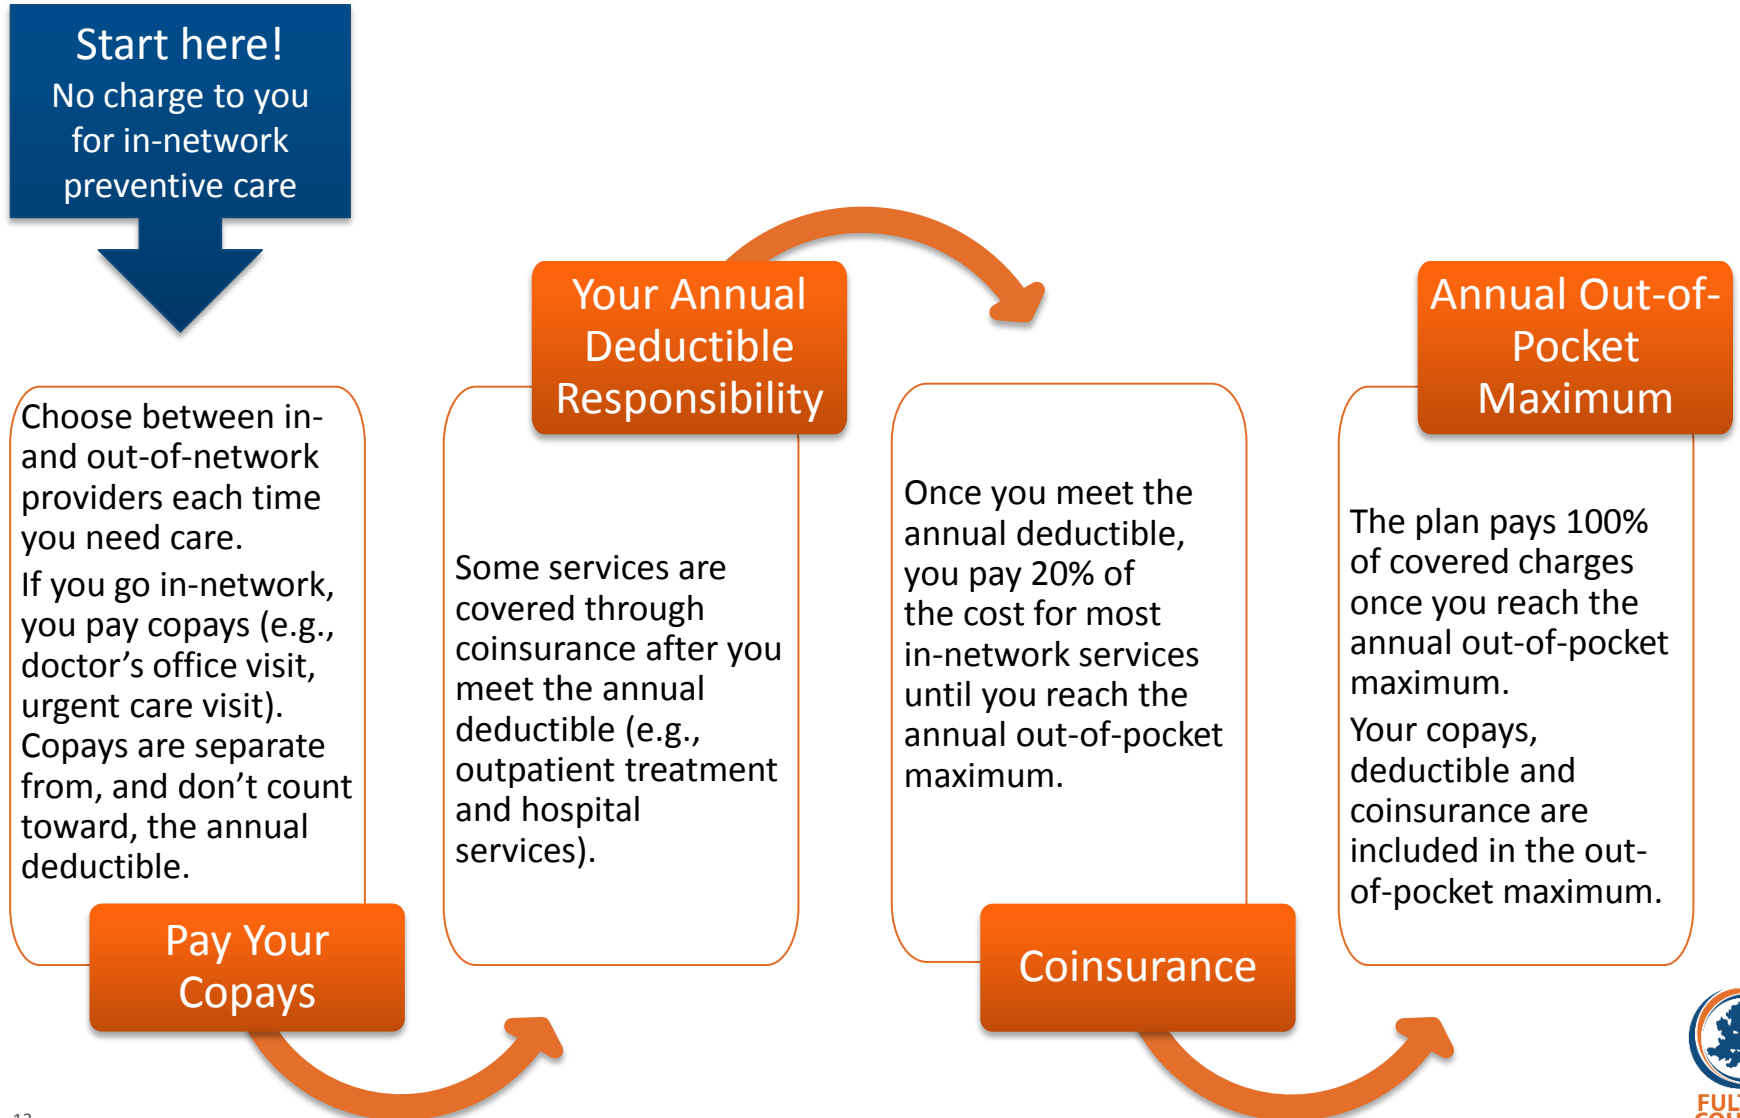 Start here!
No charge to you
for in-network
preventive care
Choose between in-
and out-of-network
providers each time
you need care.
If you go in-network,
you pay copays (e.g.,
doctor’s office visit,
urgent care visit).
Copays are separate
from, and don’t count
toward, the annual
deductible.
Pay Your
Copays
Your Annual
Deductible
Responsibility
Some services are
covered through
coinsurance after you
meet the annual
deductible (e.g.,
outpatient treatment
and hospital
services).
Once you meet the
annual deductible,
you pay 20% of
the cost for most
in-network services
until you reach the
annual out-of-pocket
maximum.
Coinsurance
Annual Out-of-
Pocket
Maximum
The plan pays 100%
of covered charges
once you reach the
annual out-of-pocket
maximum.
Your copays,
deductible and
coinsurance are
included in the out-
of-pocket maximum.